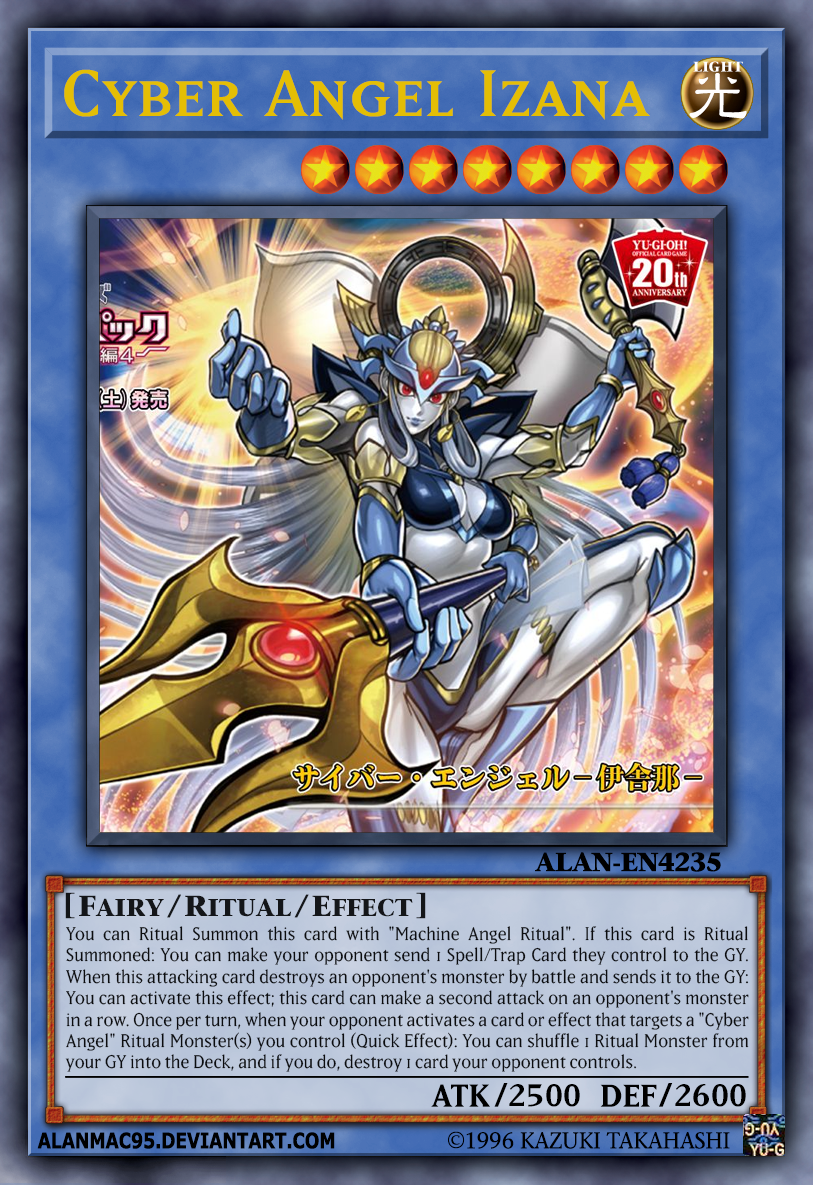 CYBER ANGEL IZANA
LIGHT
光
YU-GI-OH!
OFFICIAL CARD GAME
20th
ANNIVERSARY
パック
編4
(土)発売
サイバー・エンジェル－伊舎那－
ALAN-EN4235
[FAIRY/RITUAL/EFFECT]
You can Ritual Summon this card with "Machine Angel Ritual". If this card is Ritual
Summoned: You can make your opponent send 1 Spell/Trap Card they control to the GY.
When this attacking card destroys an opponent's monster by battle and sends it to the GY:
You can activate this effect; this card can make a second attack on an opponent's monster
in a row. Once per turn, when your opponent activates a card or effect that targets a "Cyber
Angel" Ritual Monster(s) you control (Quick Effect): You can shuffle 1 Ritual Monster from
your GY into the Deck, and if you do, destroy 1 card your opponent controls.
ATK/2500 DEF/2600
ALANMAC95.DEVIANTART.COM
©1996 KAZUKI TAKAHASHI
YU-G